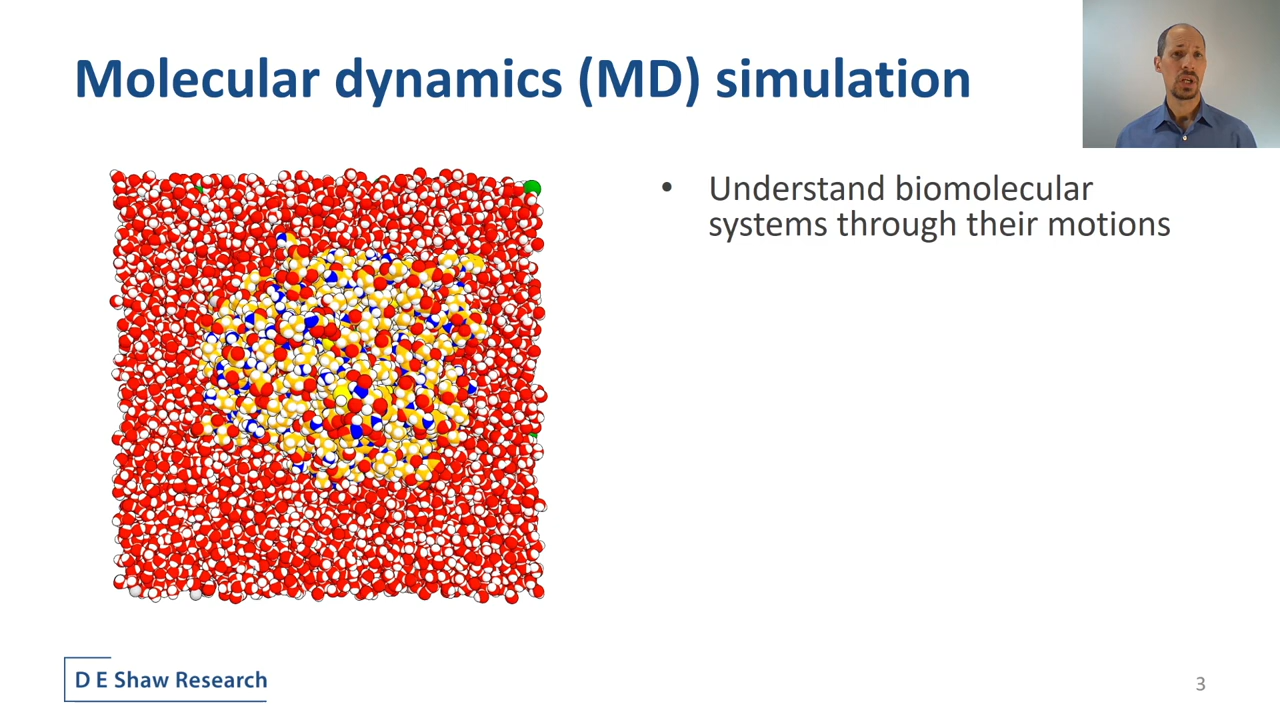 Molecular dynamics (MD) simulation
• Understand biomolecular
systems through their motions
D E Shaw Research
3